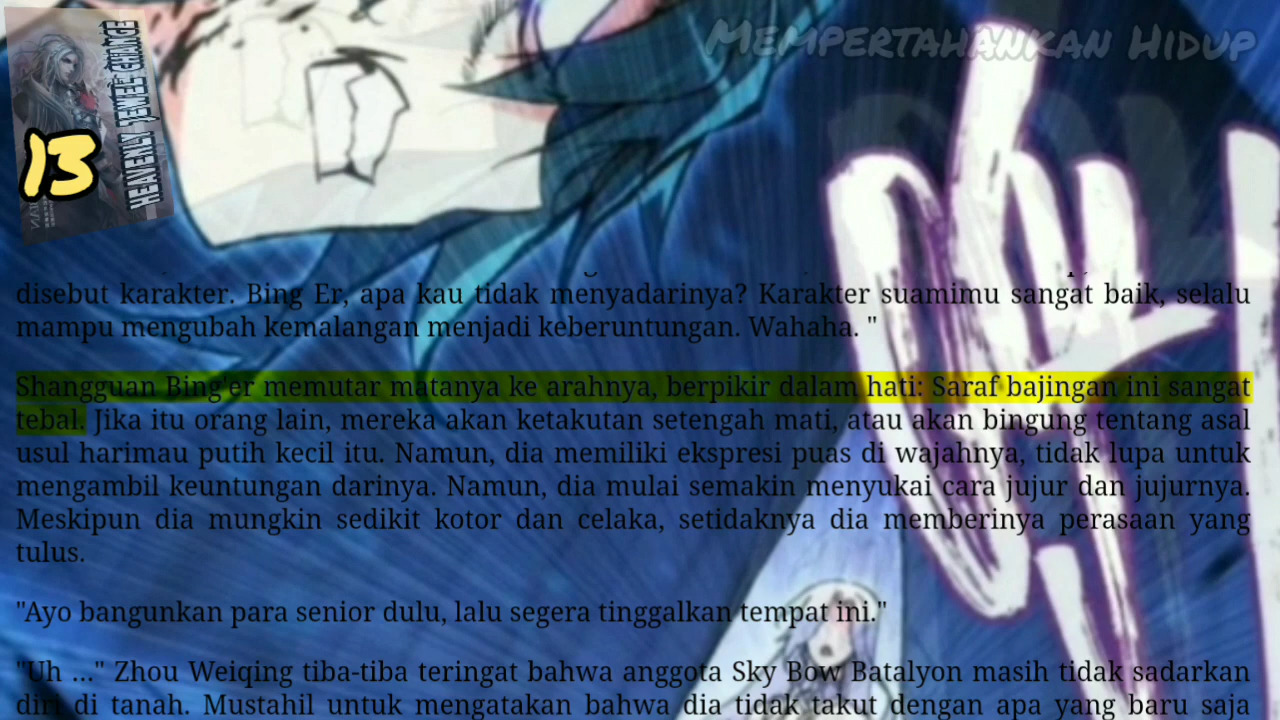 Mempertahankan Hidup
HEAVENLY JEWEL CHANGE
13
disebut karakter. Bing Er, apa kau tidak menyadarinya? Karakter suamimu sangat baik, selalu
mampu mengubah kemalangan menjadi keberuntungan. Wahaha. "
Shangguan Bing'er memutar matanya ke arahnya, berpikir dalam hati: Saraf bajingan ini sangat
tebal. Jika itu orang lain, mereka akan ketakutan setengah mati, atau akan bingung tentang asal
usul harimau putih kecil itu. Namun, dia memiliki ekspresi puas di wajahnya, tidak lupa untuk
mengambil keuntungan darinya. Namun, dia mulai semakin menyukai cara jujur dan jujurnya.
Meskipun dia mungkin sedikit kotor dan celaka, setidaknya dia memberinya perasaan yang
tulus.
"Ayo bangunkan para senior dulu, lalu segera tinggalkan tempat ini."
"Uh ..." Zhou Weiqing tiba-tiba teringat bahwa anggota Sky Bow Batalyon masih tidak sadarkan
diri di tanah. Mustahil untuk mengatakan bahwa dia tidak takut dengan apa yang baru saja